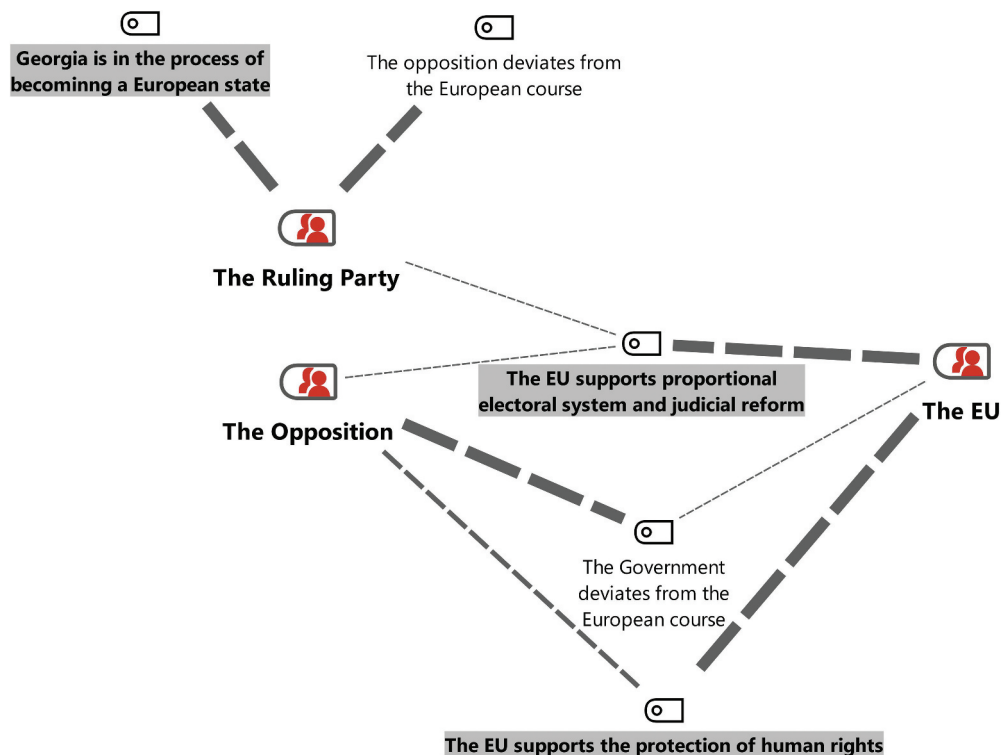 Georgia is in the process of
becominng a European state
The opposition deviates from
the European course
The Ruling Party
The EU supports proportional
electoral system and judicial reform
The EU
The Opposition
The Government
deviates from the
European course
The EU supports the protection of human rights